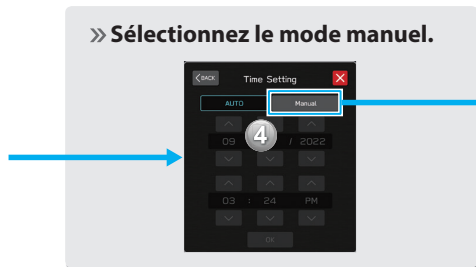 » Sélectionnez le mode manuel.
BACK Time Setting
AUTO Manual
4
09 / 2022
03 : 24 PM
OK